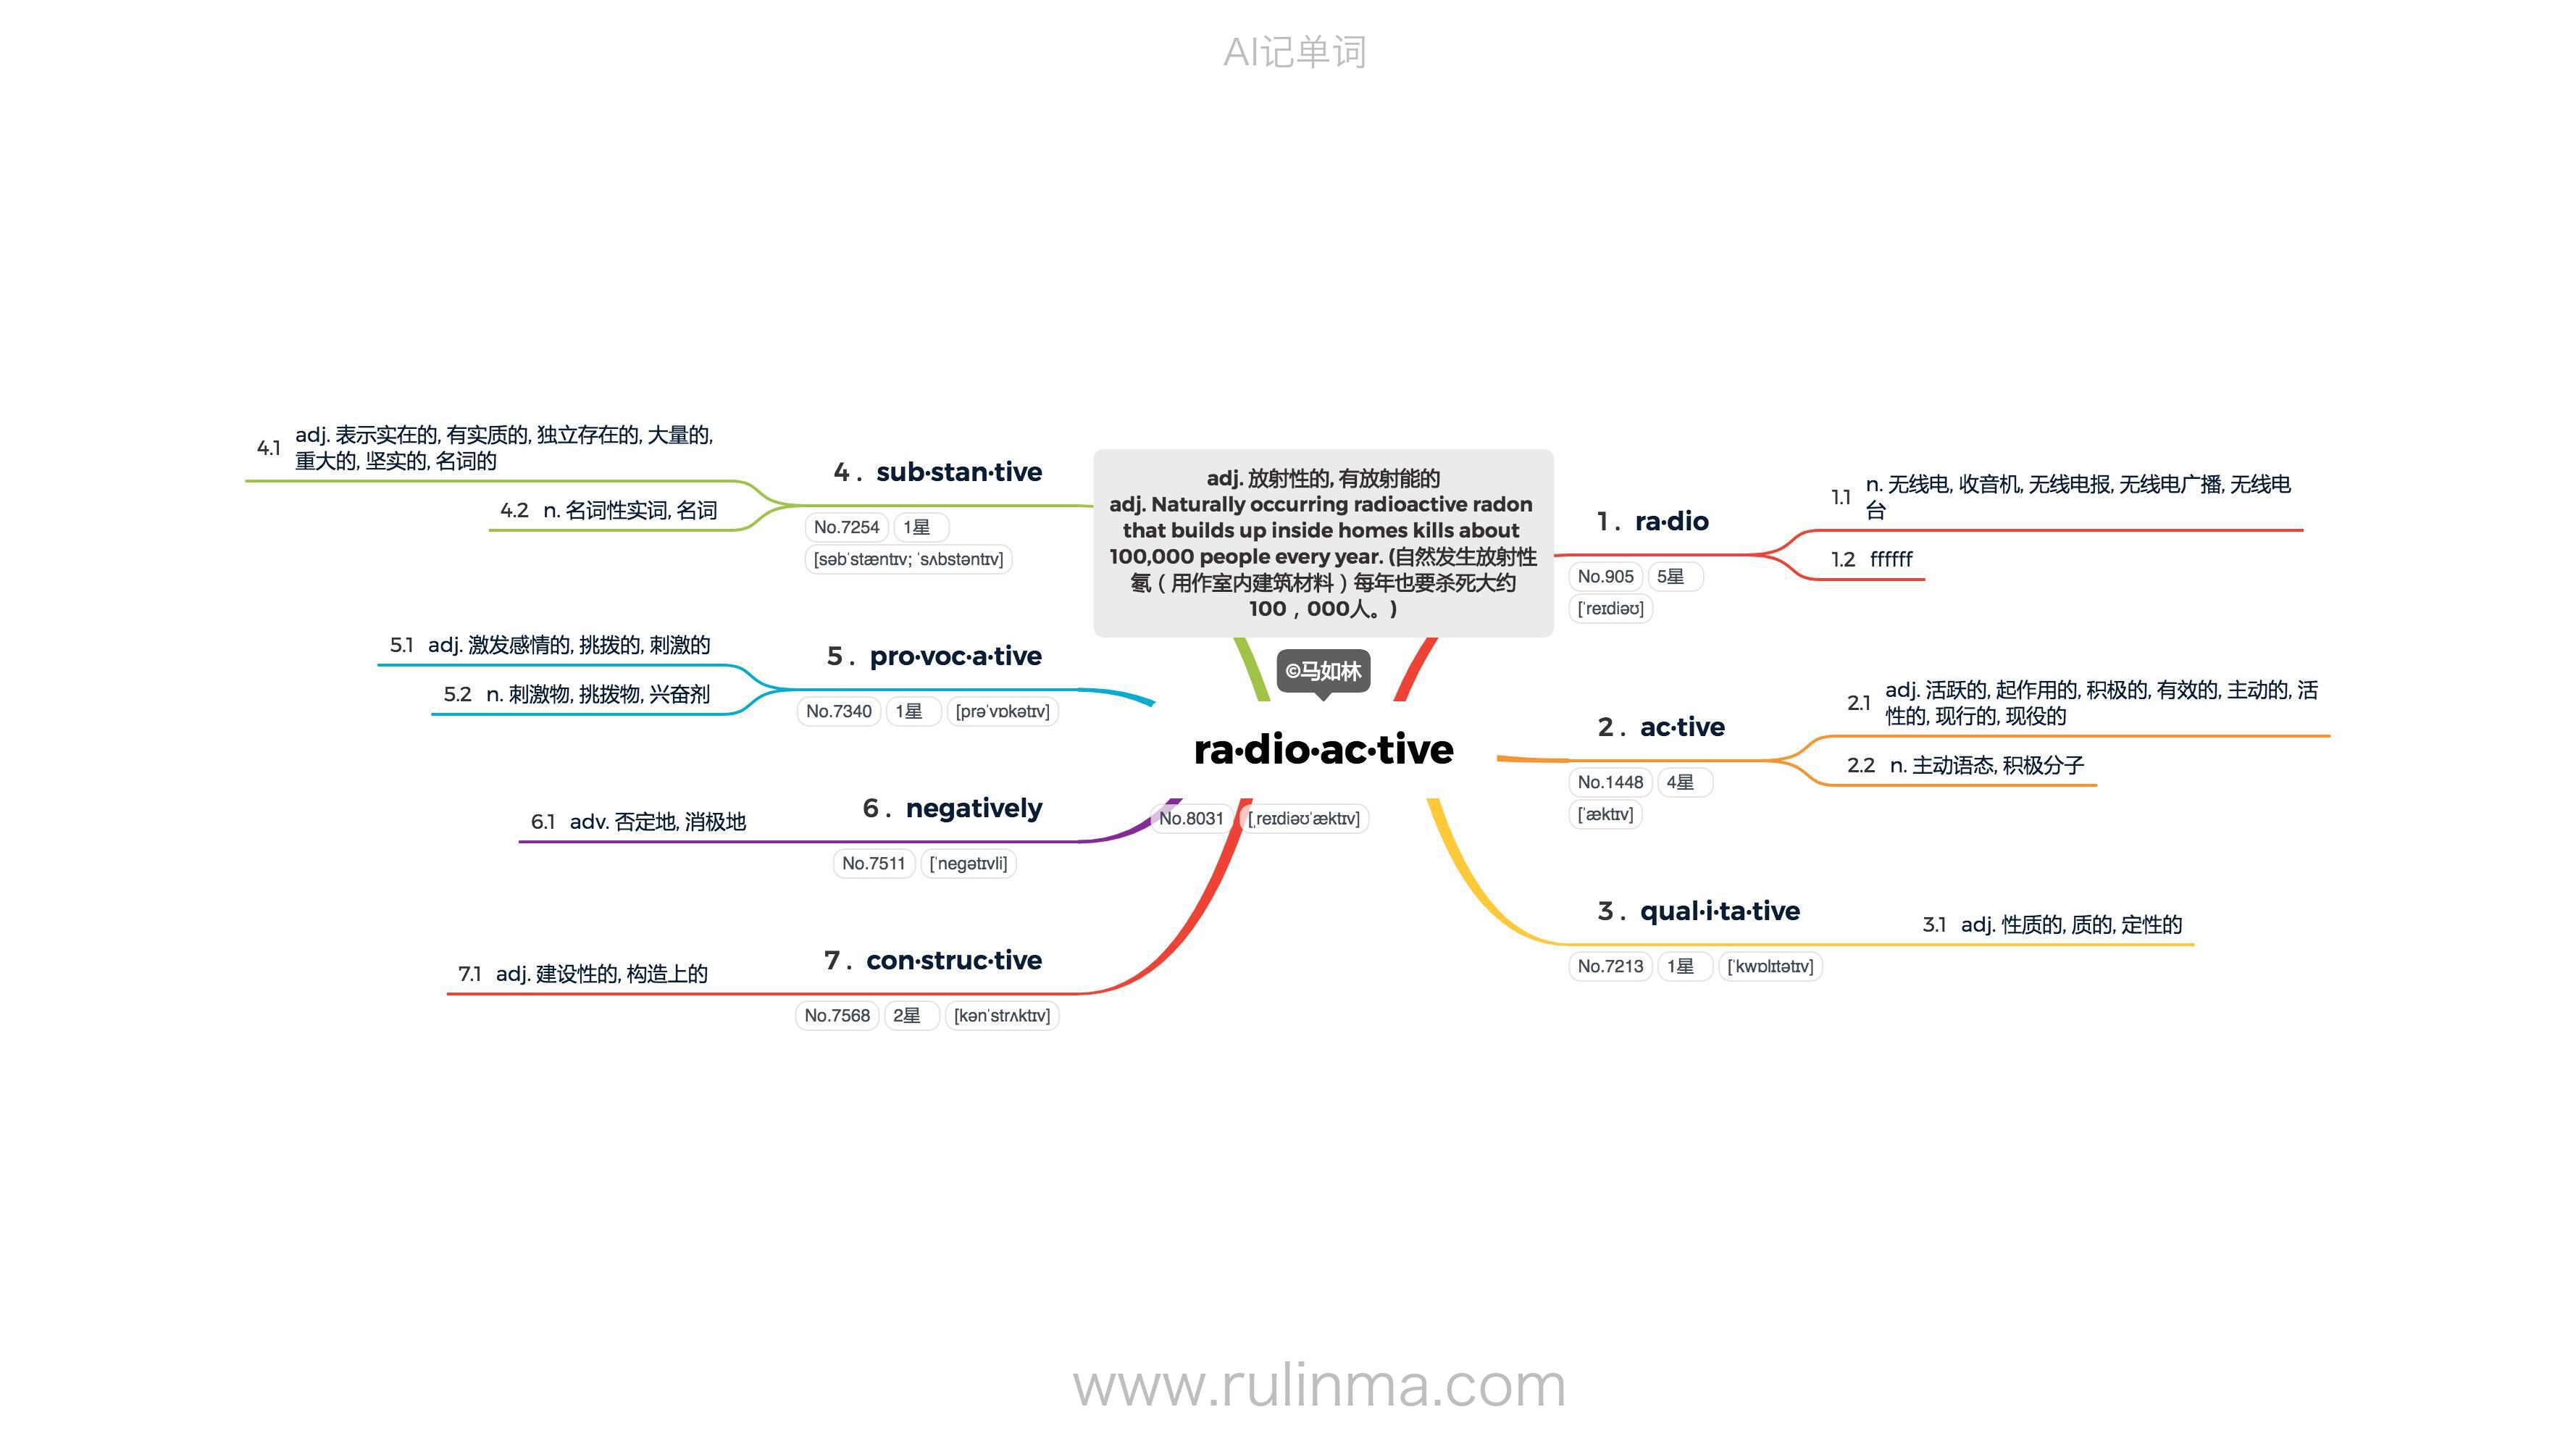 AI记单词
adj. 放射性的, 有放射能的
adj. Naturally occurring radioactive radon
that builds up inside homes kills about
100,000 people every year. (自然发生放射性
氡（用作室内建筑材料）每年也要杀死大约
100，000人。)
©马如林
ra·dio·ac·tive
No.8031 [ˌreɪdiəʊˈæktɪv]
1. ra·dio
No.905 5星
[ˈreɪdiəʊ]
1.1 n. 无线电, 收音机, 无线电报, 无线电广播, 无线电
台
1.2 ffffff
2. ac·tive
No.1448 4星
[ˈæktɪv]
2.1 adj. 活跃的, 起作用的, 积极的, 有效的, 主动的, 活
性的, 现行的, 现役的
2.2 n. 主动语态, 积极分子
3. qual·i·ta·tive
No.7213 1星 [ˈkwɒlɪtətɪv]
3.1 adj. 性质的, 质的, 定性的
4. sub·stan·tive
No.7254 1星
[səbˈstæntɪv; ˈsʌbstəntɪv]
4.1 adj. 表示实在的, 有实质的, 独立存在的, 大量的,
重大的, 坚实的, 名词的
4.2 n. 名词性实词, 名词
5. pro·voc·a·tive
No.7340 1星 [prəˈvɒkətɪv]
5.1 adj. 激发感情的, 挑拨的, 刺激的
5.2 n. 刺激物, 挑拨物, 兴奋剂
6. negatively
No.7511 [ˈnegətɪvli]
6.1 adv. 否定地, 消极地
7. con·struc·tive
No.7568 2星 [kənˈstrʌktɪv]
7.1 adj. 建设性的, 构造上的
www.rulinma.com